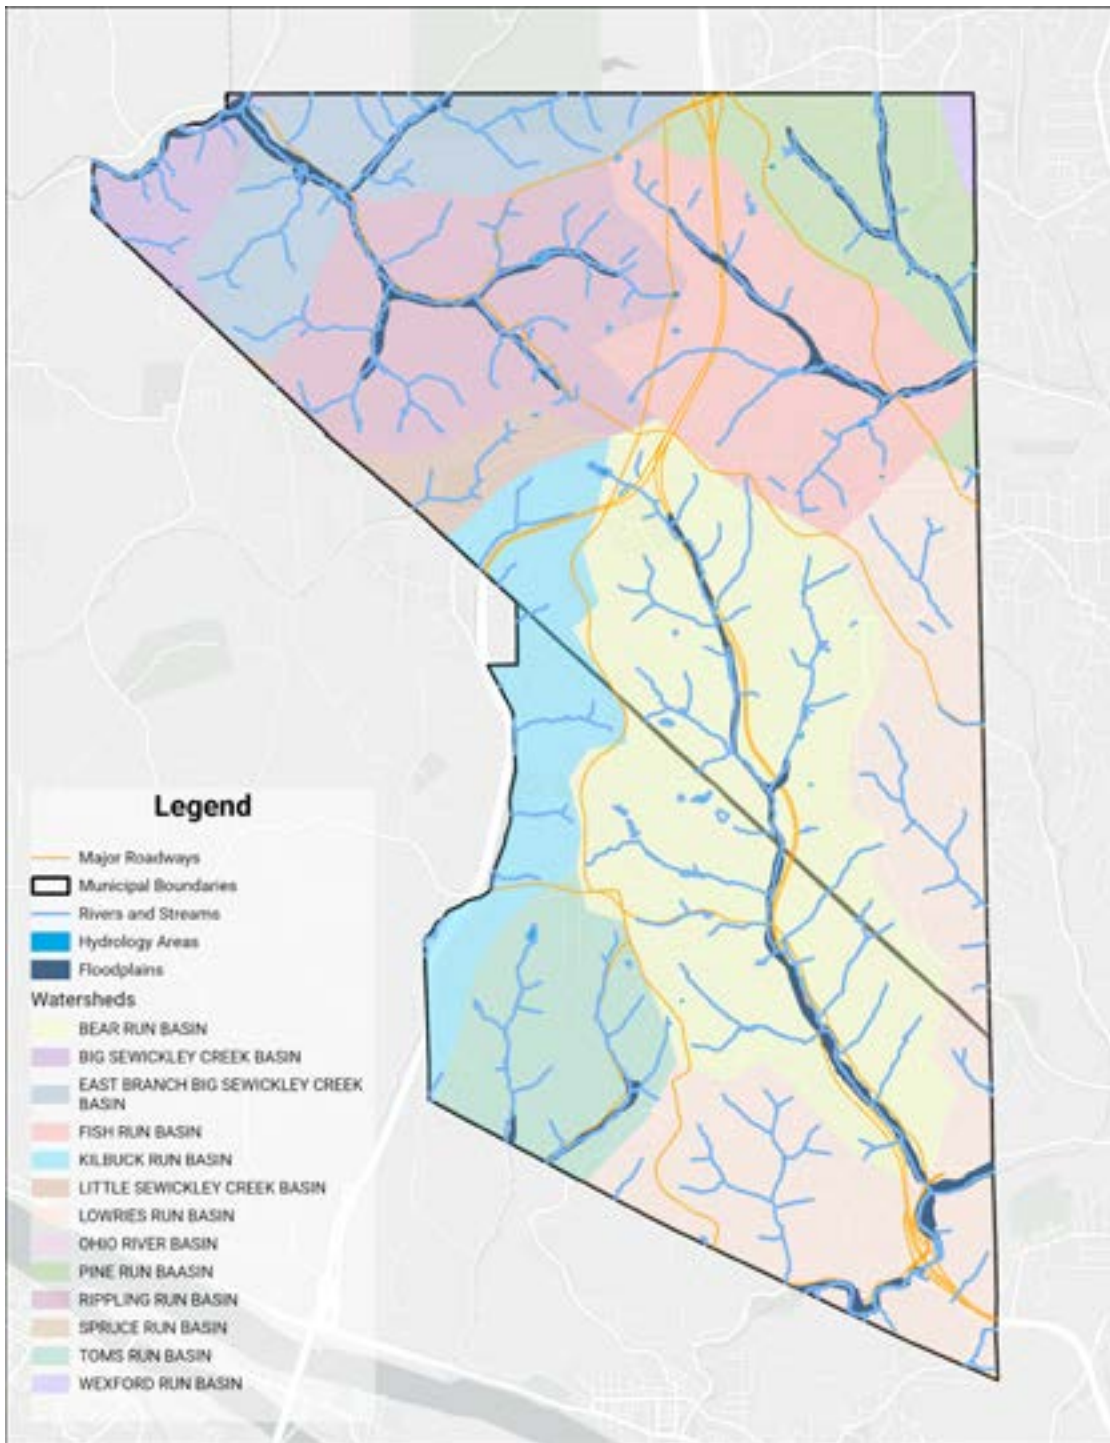 Legend
Major Roadways
Municipal Boundaries
Rivers and Streams
Hydrology Areas
Floodplains
Watersheds
BEAR RUN BASIN
BIG SEWICKLEY CREEK BASIN
EAST BRANCH BIG SEWICKLEY CREEK
BASIN
FISH RUN BASIN
KILBUCK RUN BASIN
LITTLE SEWICKLEY CREEK BASIN
LOWRIES RUN BASIN
OHIO RIVER BASIN
PINE RUN BAASIN
RIPPLING RUN BASIN
SPRUCE RUN BASIN
TOMS RUN BASIN
WEXFORD RUN BASIN